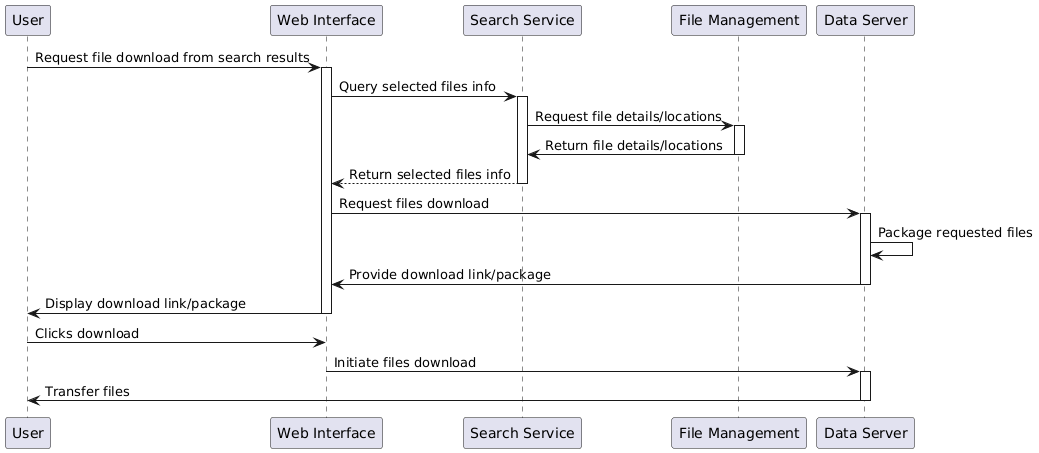 User
Web Interface
Search Service
File Management
Data Server
Request file download from search results
Query selected files info
Request file details/locations
Return file details/locations
Return selected files info
Request files download
Package requested files
Provide download link/package
Display download link/package
Clicks download
Initiate files download
Transfer files
User
Web Interface
Search Service
File Management
Data Server